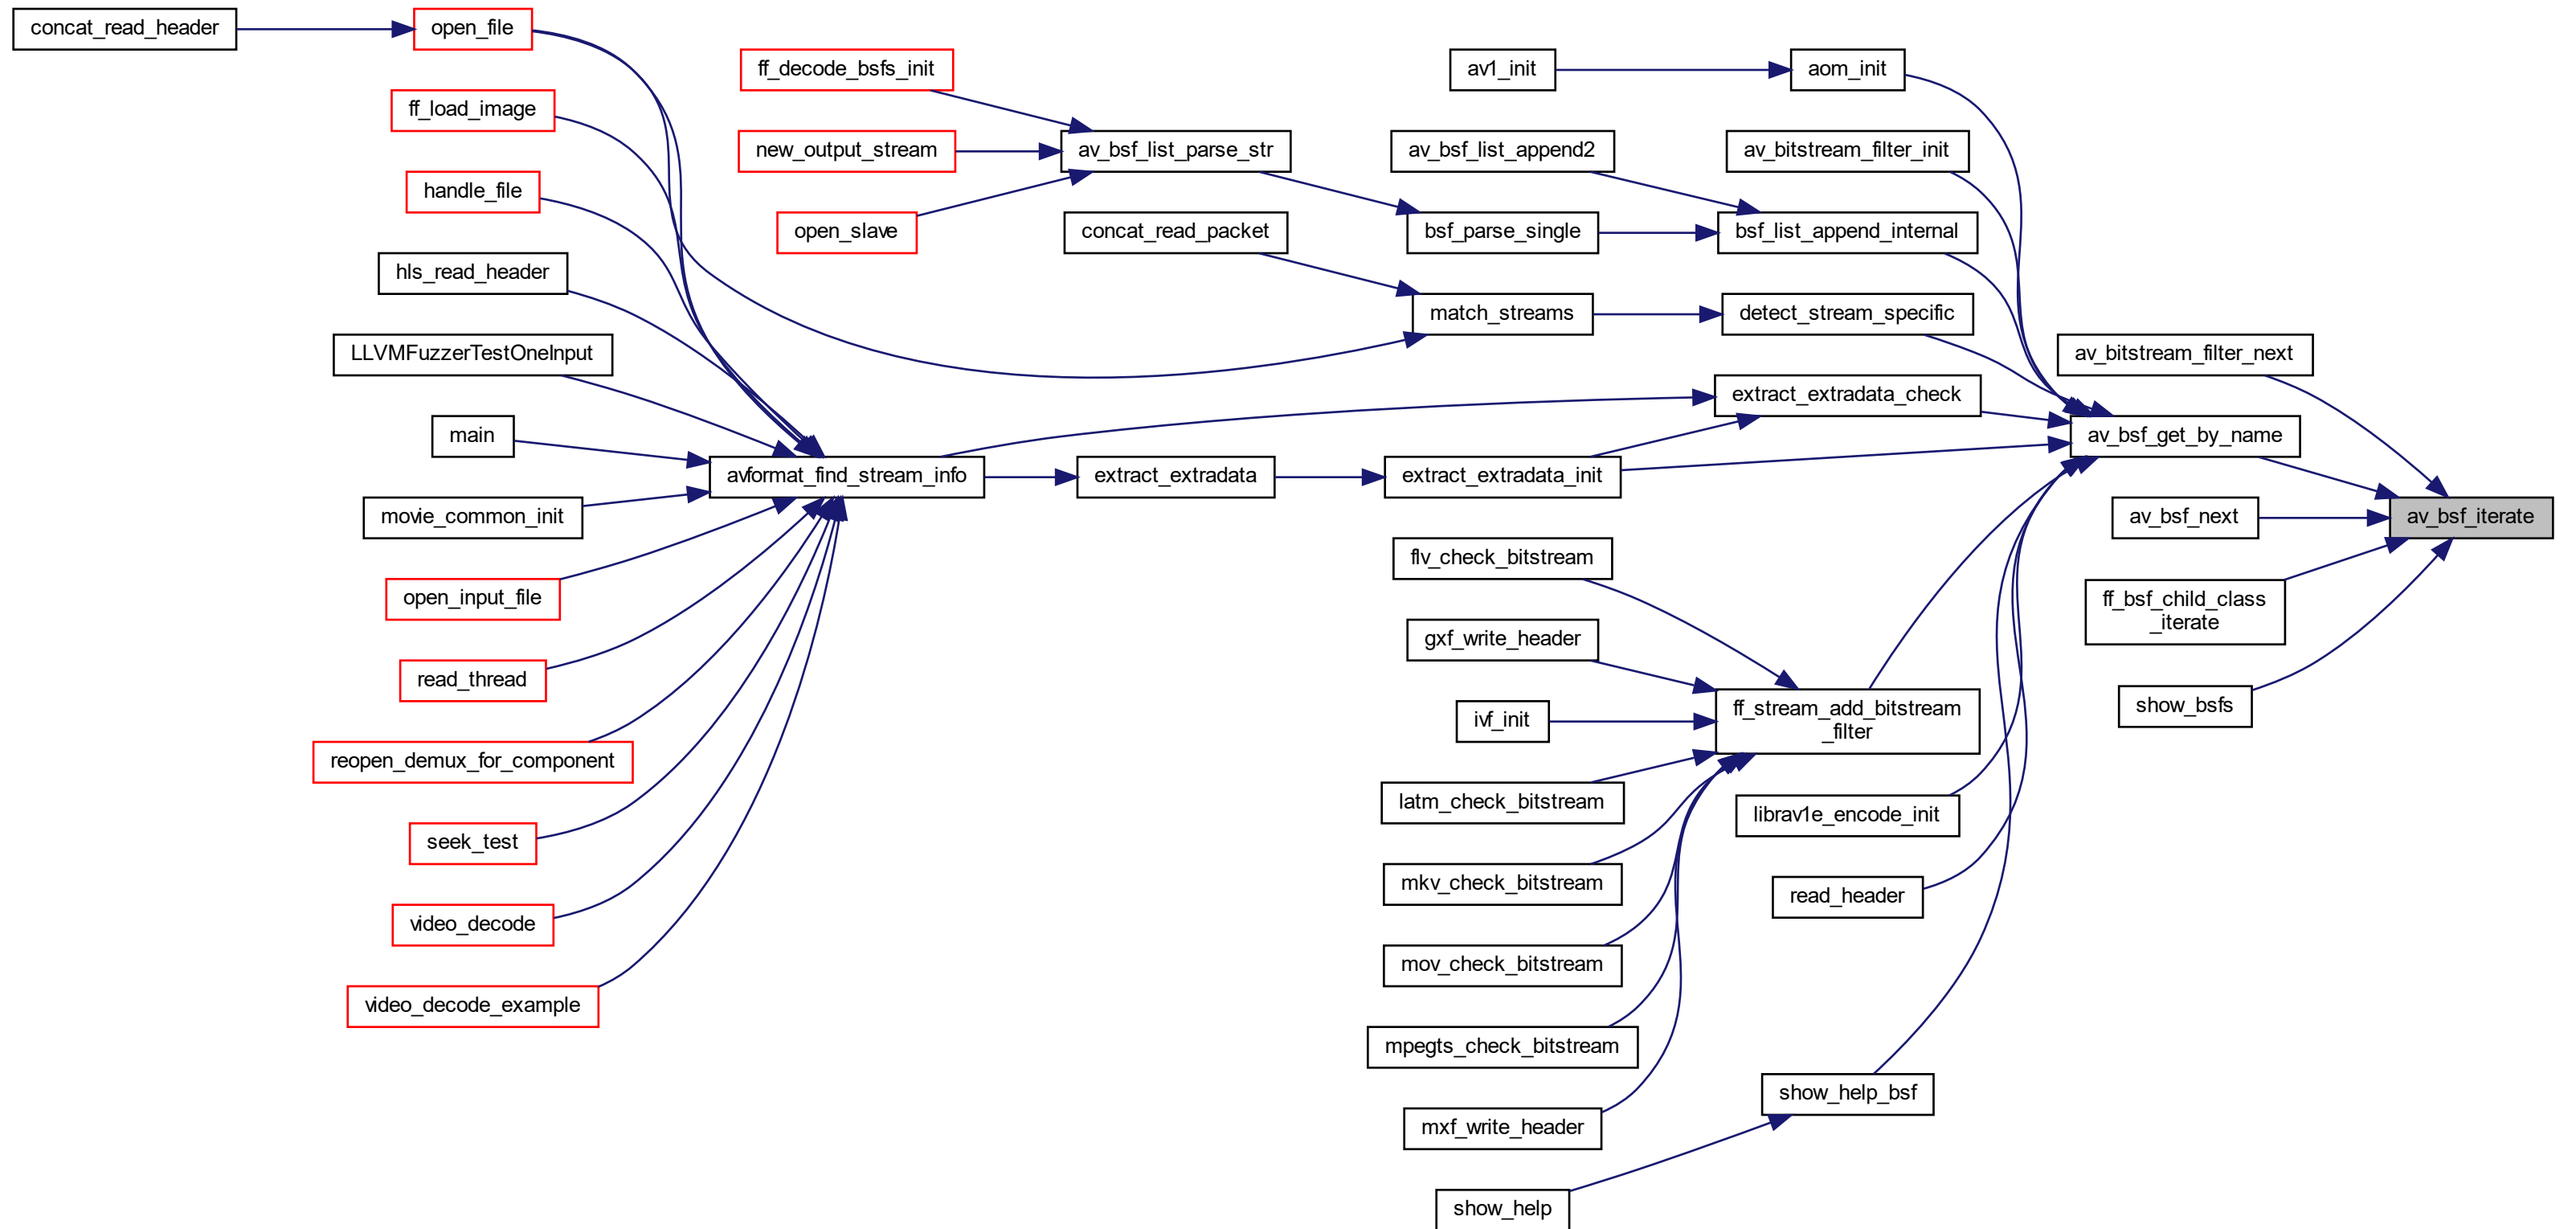 concat_read_header
open_file
ff_load_image
handle_file
hls_read_header
LLVMFuzzerTestOneInput
main
movie_common_init
open_input_file
read_thread
reopen_demux_for_component
seek_test
video_decode
video_decode_example
avformat_find_stream_info
ff_decode_bsfs_init
new_output_stream
open_slave
av_bsf_list_parse_str
concat_read_packet
extract_extradata
av1_init
av_bsf_list_append2
bsf_parse_single
match_streams
extract_extradata_init
flv_check_bitstream
gxf_write_header
ivf_init
latm_check_bitstream
mkv_check_bitstream
mov_check_bitstream
mpegts_check_bitstream
mxf_write_header
show_help
aom_init
av_bitstream_filter_init
bsf_list_append_internal
detect_stream_specific
extract_extradata_check
ff_stream_add_bitstream
_filter
librav1e_encode_init
read_header
show_help_bsf
av_bitstream_filter_next
av_bsf_get_by_name
av_bsf_next
ff_bsf_child_class
_iterate
show_bsfs
av_bsf_iterate